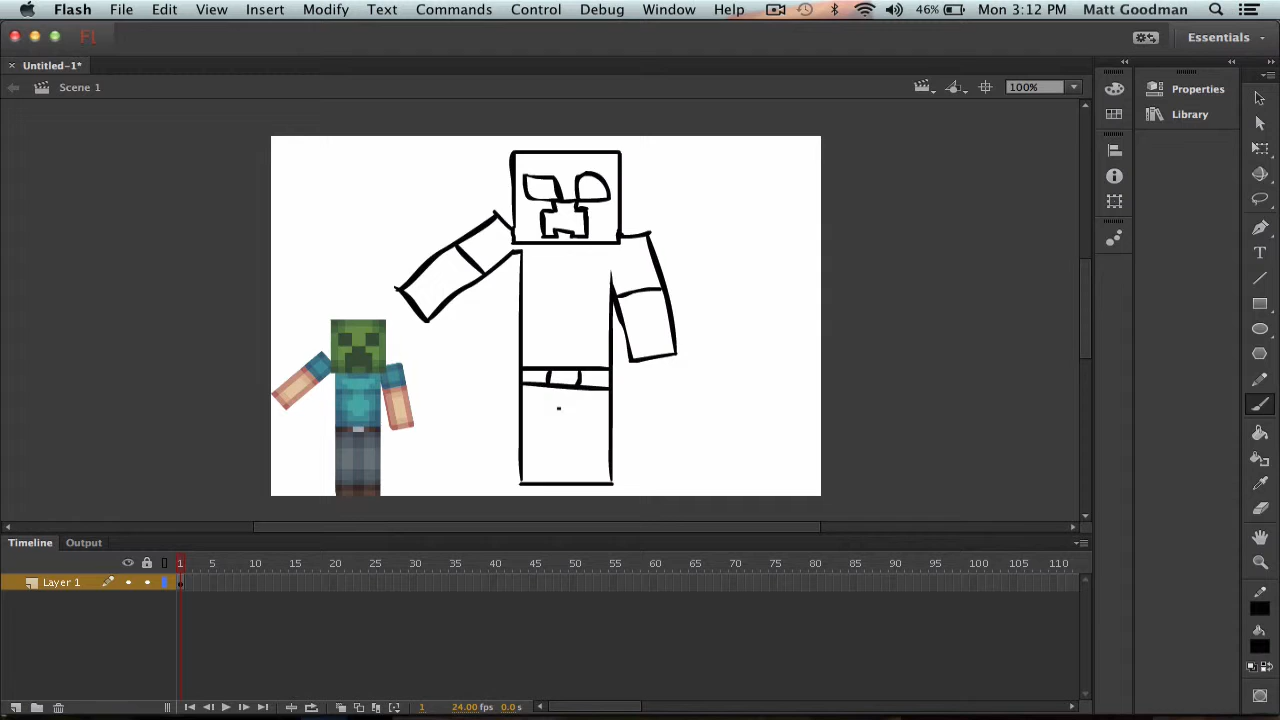 Flash File Edit View Insert Modify Text Commands Control Debug Window Help 46% Mon 3:12 PM Matt Goodman
Fl Essentials
× Untitled-1*
Scene 1 100%
Properties
Library
T
Timeline Output
1 5 10 15 20 25 30 35 40 45 50 55 60 65 70 75 80 85 90 95 100 105 110
Layer 1
1 24.00 fps 0.0 s